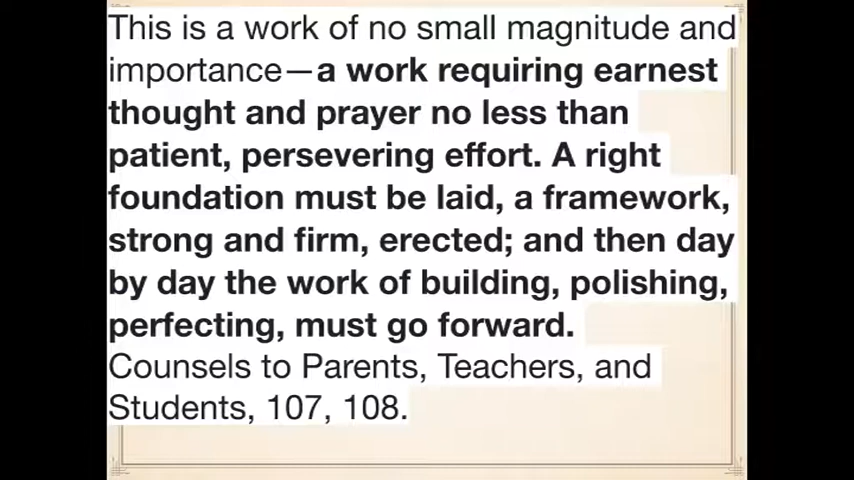 This is a work of no small magnitude and
importance—a work requiring earnest
thought and prayer no less than
patient, persevering effort. A right
foundation must be laid, a framework,
strong and firm, erected; and then day
by day the work of building, polishing,
perfecting, must go forward.
Counsels to Parents, Teachers, and
Students, 107, 108.